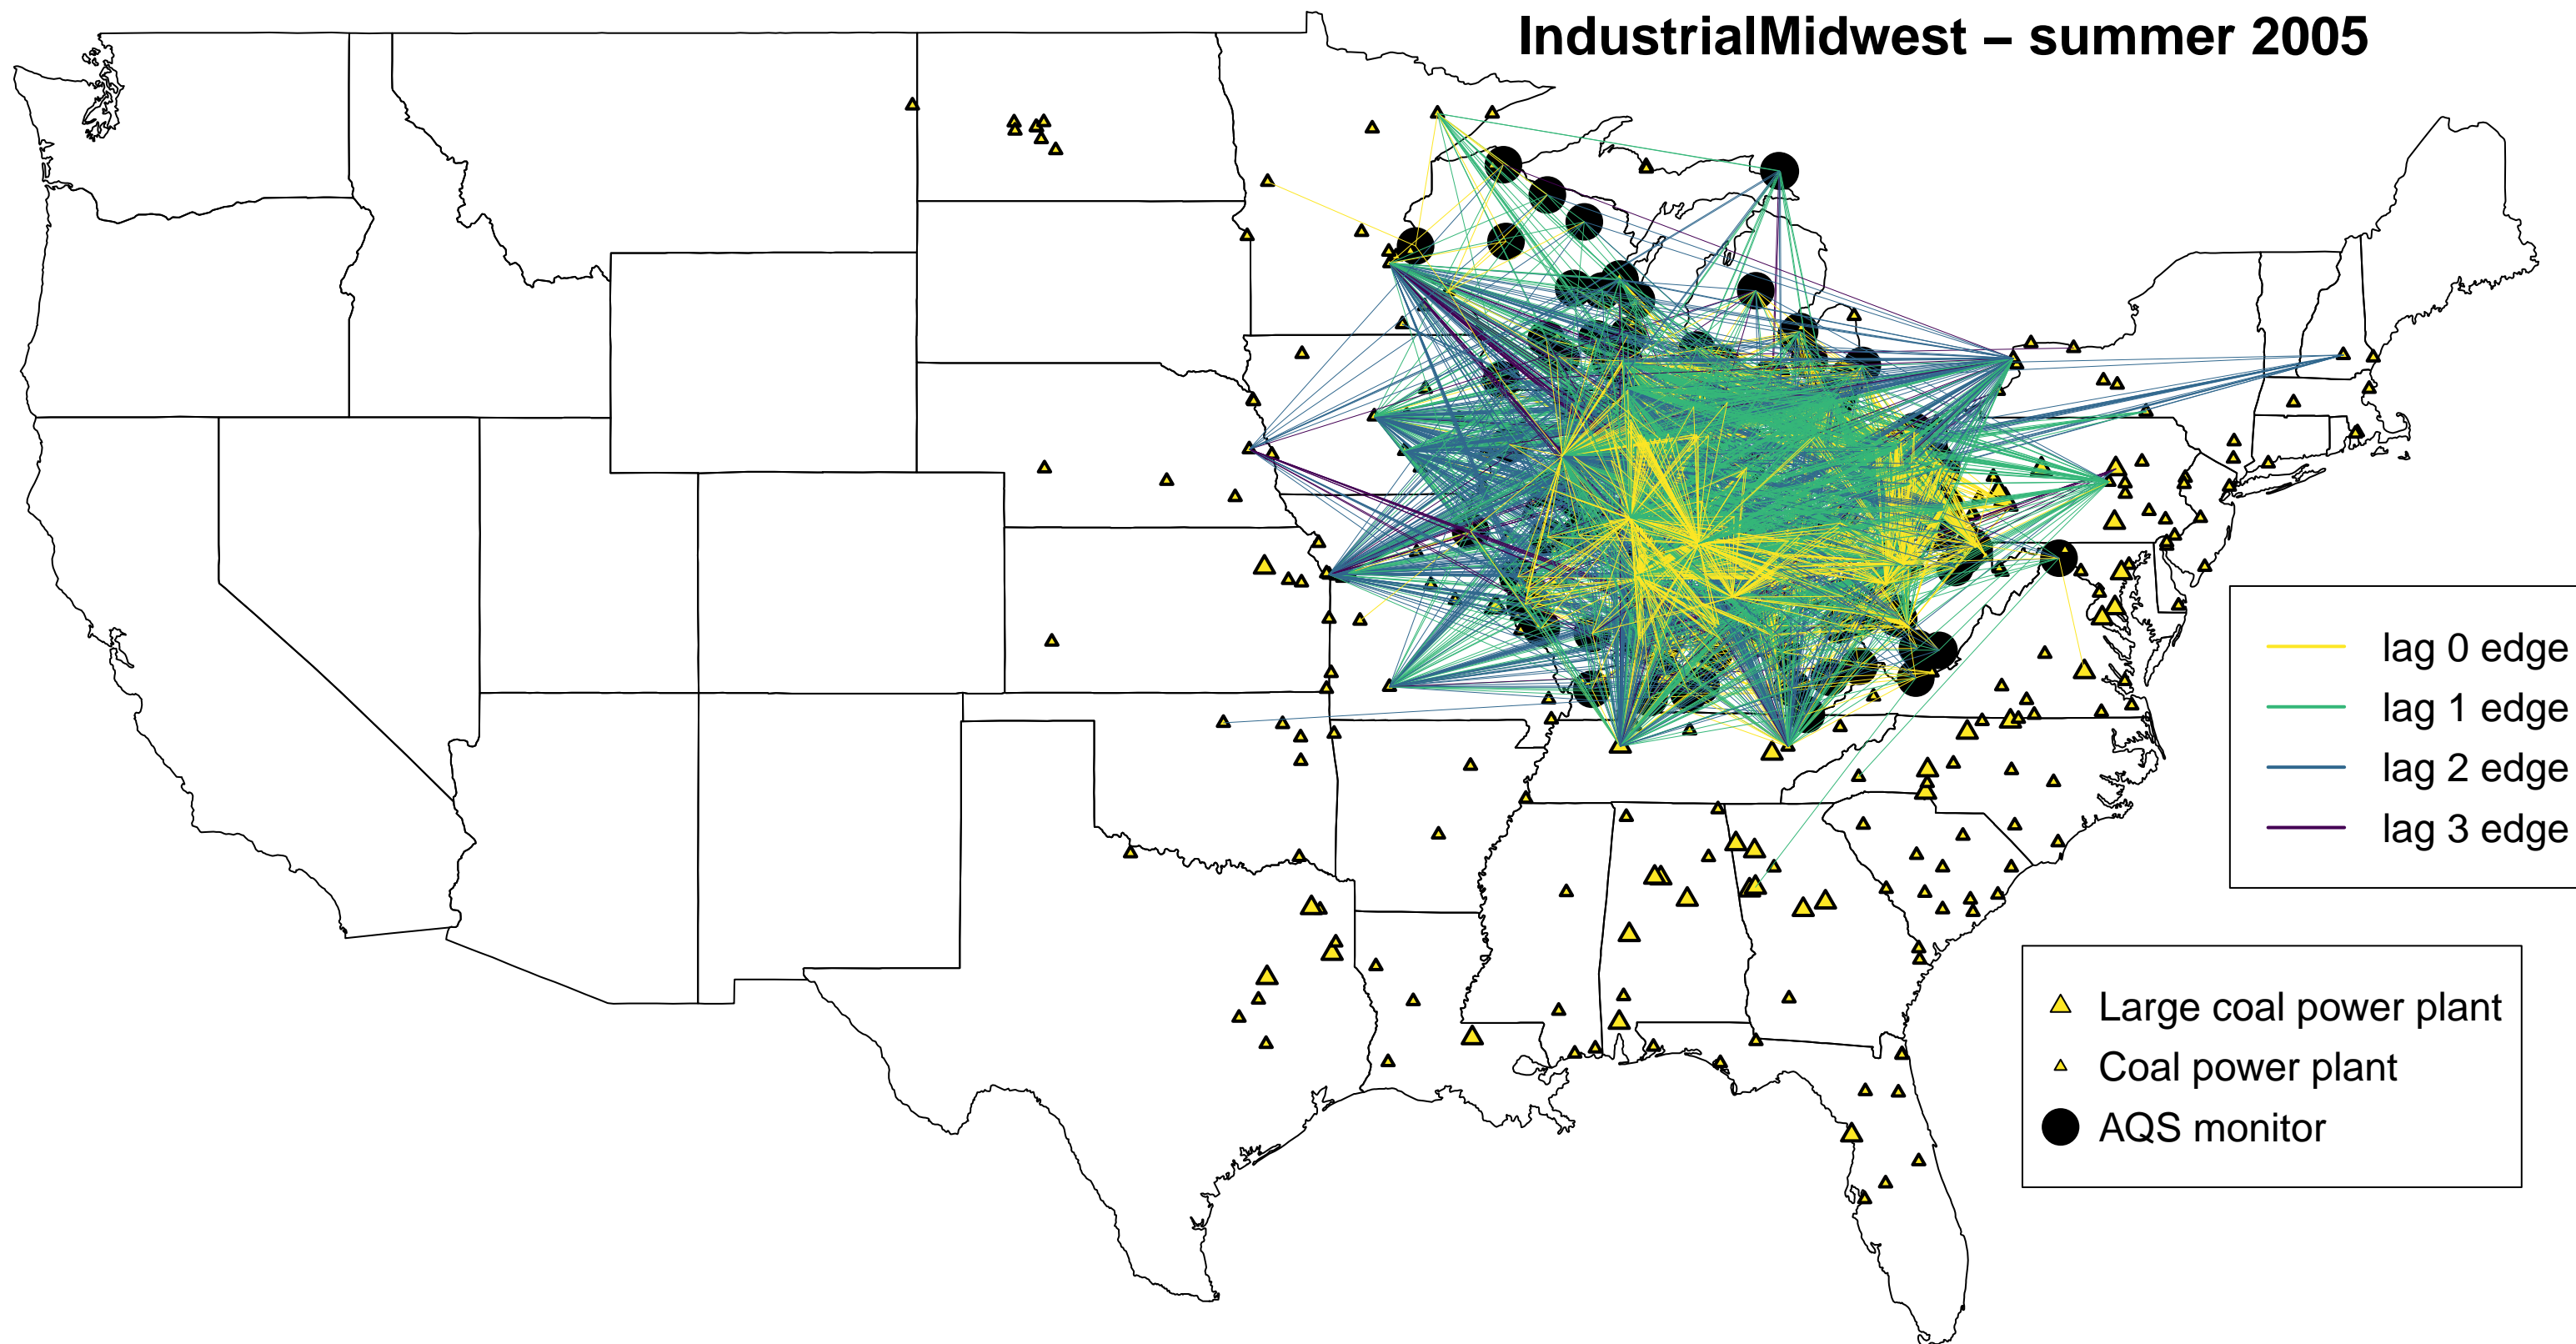 IndustrialMidwest – summer 2005
lag 0 edge
lag 1 edge
lag 2 edge
lag 3 edge
Large coal power plant
Coal power plant
AQS monitor